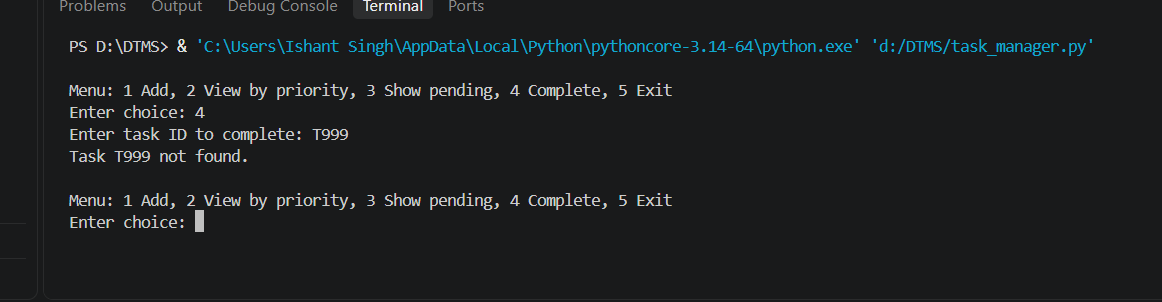 Problems Output Debug Console Terminal Ports
PS D:\DTMS> & 'C:\Users\Ishant Singh\AppData\Local\Python\pythoncore-3.14-64\python.exe' 'd:/DTMS/task_manager.py'
Menu: 1 Add, 2 View by priority, 3 Show pending, 4 Complete, 5 Exit
Enter choice: 4
Enter task ID to complete: T999
Task T999 not found.
Menu: 1 Add, 2 View by priority, 3 Show pending, 4 Complete, 5 Exit
Enter choice: